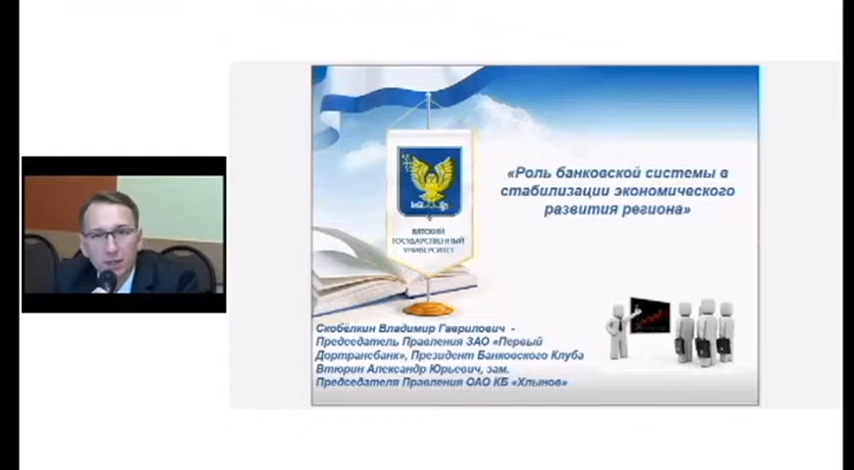 «Роль банковской системы в
стабилизации экономического
развития региона»
ВЯТСКИЙ
ГОСУДАРСТВЕННЫЙ
УНИВЕРСИТЕТ
Скобелкин Владимир Гаврилович -
Председатель Правления ЗАО «Первый
Дортрансбанк», Президент Банковского Клуба
Втюрин Александр Юрьевич, зам.
Председателя Правления ОАО КБ «Хлынов»